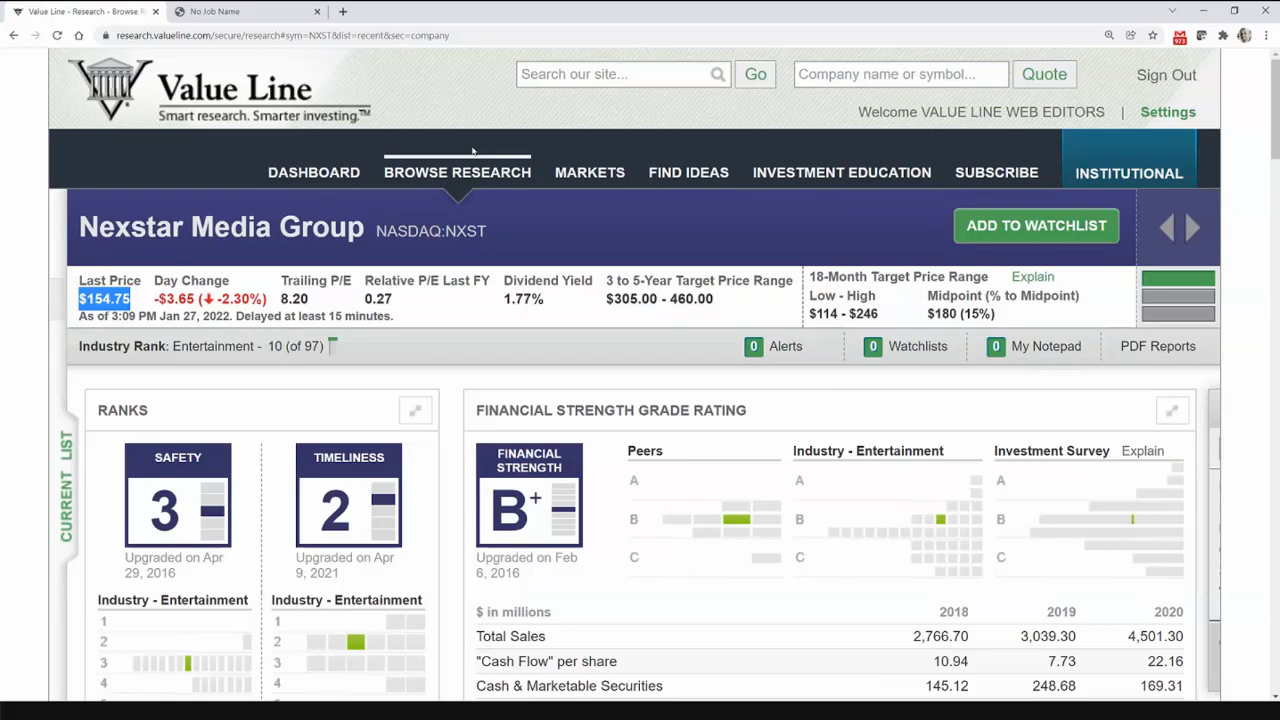 Value Line - Research - Browse R
No Job Name
research.valueline.com/secure/research#sym=NXST&list=recent&sec=company
973
Value Line
Smart research. Smarter investing.™
Search our site...
Go
Company name or symbol...
Quote
Sign Out
Welcome VALUE LINE WEB EDITORS | Settings
DASHBOARD
BROWSE RESEARCH
MARKETS
FIND IDEAS
INVESTMENT EDUCATION
SUBSCRIBE
INSTITUTIONAL
Nexstar Media Group NASDAQ:NXST
ADD TO WATCHLIST
Last Price
$154.75
Day Change
-$3.65 (-2.30%)
Trailing P/E
8.20
Relative P/E Last FY
0.27
Dividend Yield
1.77%
3 to 5-Year Target Price Range
$305.00 - 460.00
As of 3:09 PM Jan 27, 2022. Delayed at least 15 minutes.
18-Month Target Price Range Explain
Low - High
$114 - $246
Midpoint (% to Midpoint)
$180 (15%)
Industry Rank: Entertainment - 10 (of 97)
0 Alerts
0 Watchlists
0 My Notepad
PDF Reports
CURRENT LIST
RANKS
SAFETY
3
Upgraded on Apr
29, 2016
TIMELINESS
2
Upgraded on Apr
9, 2021
Industry - Entertainment
1
2
3
4
Industry - Entertainment
1
2
3
4
FINANCIAL STRENGTH GRADE RATING
FINANCIAL
STRENGTH
B+
Upgraded on Feb
6, 2016
Peers
A
B
C
Industry - Entertainment
A
B
C
Investment Survey Explain
A
B
C
$ in millions 2018 2019 2020
Total Sales 2,766.70 3,039.30 4,501.30
"Cash Flow" per share 10.94 7.73 22.16
Cash & Marketable Securities 145.12 248.68 169.31